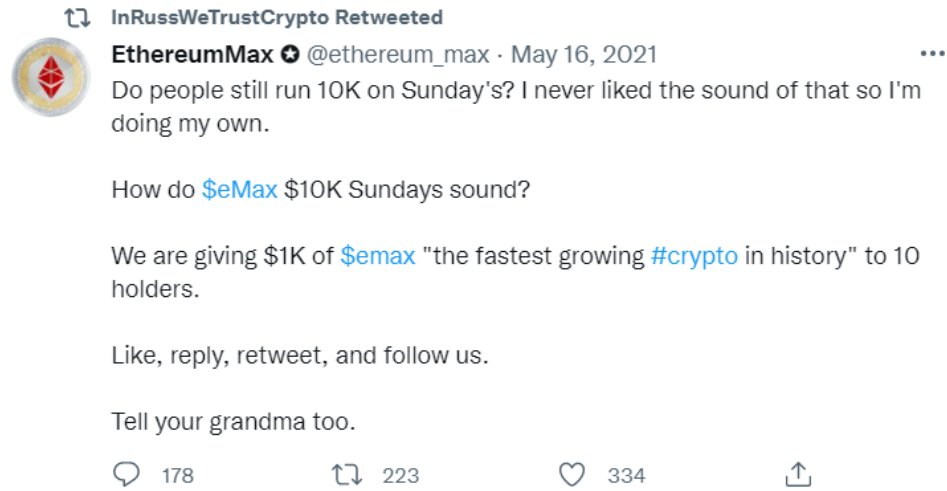 InRussWeTrustCrypto Retweeted
EthereumMax ✪ @ethereum_max · May 16, 2021
Do people still run 10K on Sunday's? I never liked the sound of that so I'm
doing my own.
How do $eMax $10K Sundays sound?
We are giving $1K of $emax "the fastest growing #crypto in history" to 10
holders.
Like, reply, retweet, and follow us.
Tell your grandma too.
178 223 334